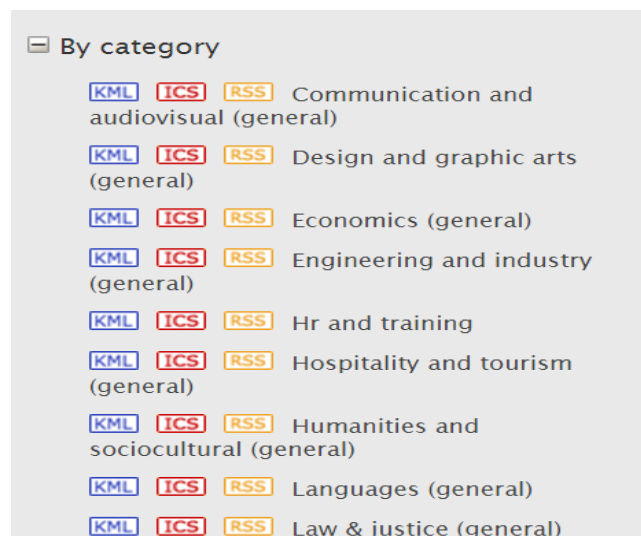 By category
KML ICS RSS Communication and
audiovisual (general)
KML ICS RSS Design and graphic arts
(general)
KML ICS RSS Economics (general)
KML ICS RSS Engineering and industry
(general)
KML ICS RSS Hr and training
KML ICS RSS Hospitality and tourism
(general)
KML ICS RSS Humanities and
sociocultural (general)
KML ICS RSS Languages (general)
KML ICS RSS Law & justice (general)